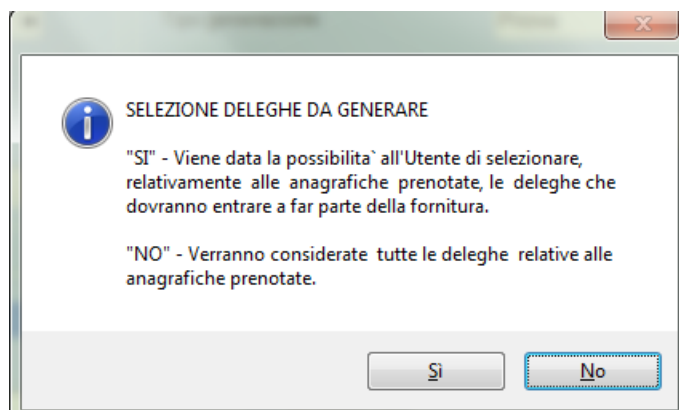 SELEZIONE DELEGHE DA GENERARE
"SI" - Viene data la possibilita` all'Utente di selezionare,
relativamente alle anagrafiche prenotate, le deleghe che
dovranno entrare a far parte della fornitura.
"NO" - Verranno considerate tutte le deleghe relative alle
anagrafiche prenotate.
Sì
No